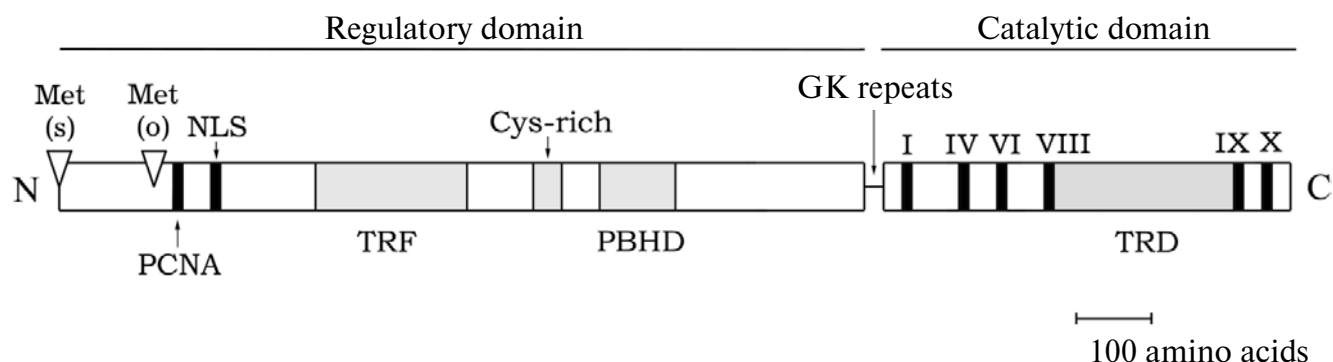 Regulatory domain
Catalytic domain
GK repeats
Met
(s)
Met
(o)
NLS
Cys-rich
I IV VI VIII IX X
N
C
PCNA
TRF
PBHD
TRD
100 amino acids